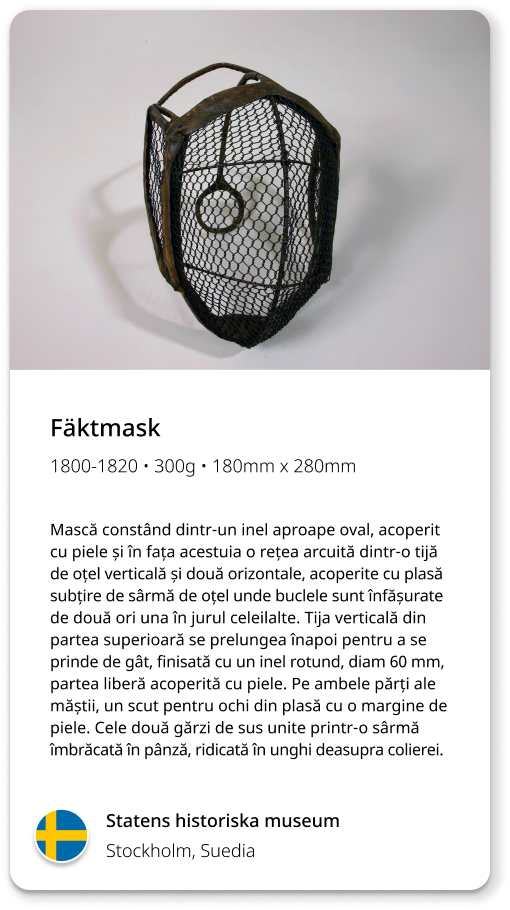 Fäktmask
1800-1820 • 300g • 180mm x 280mm
Mască constând dintr-un inel aproape oval, acoperit
cu piele și în fața acestuia o rețea arcuită dintr-o tijă
de oțel verticală și două orizontale, acoperite cu plasă
subțire de sârmă de oțel unde buclele sunt înfășurate
de două ori una în jurul celeilalte. Tija verticală din
partea superioară se prelungea înapoi pentru a se
prinde de gât, finisată cu un inel rotund, diam 60 mm,
partea liberă acoperită cu piele. Pe ambele părți ale
măștii, un scut pentru ochi din plasă cu o margine de
piele. Cele două gărzi de sus unite printr-o sârmă
îmbrăcată în pânză, ridicată în unghi deasupra colierei.
Statens historiska museum
Stockholm, Suedia